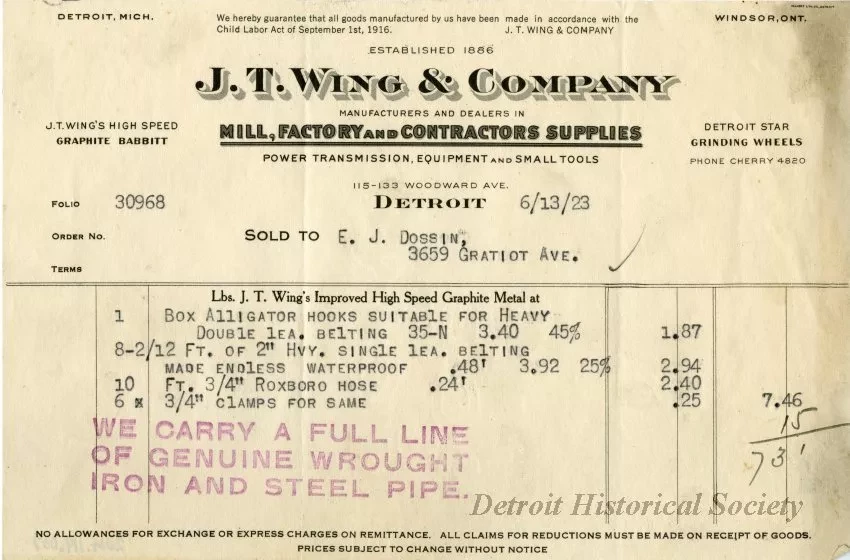 DETROIT, MICH.
We hereby guarantee that all goods manufactured by us have been made in accordance with the
Child Labor Act of September 1st, 1916. J. T. WING & COMPANY
WINDSOR, ONT.
ESTABLISHED 1886
J. T. WING & COMPANY
MANUFACTURERS AND DEALERS IN
MILL, FACTORY AND CONTRACTORS SUPPLIES
POWER TRANSMISSION, EQUIPMENT AND SMALL TOOLS
J. T. WING'S HIGH SPEED
GRAPHITE BABBITT
DETROIT STAR
GRINDING WHEELS
PHONE CHERRY 4820
115-133 WOODWARD AVE.
FOLIO 30968 DETROIT 6/13/23
ORDER NO. SOLD TO E. J. DOSSIN,
3659 GRATIOT AVE.
TERMS
Lbs. J. T. Wing's Improved High Speed Graphite Metal at
1 BOX ALLIGATOR HOOKS SUITABLE FOR HEAVY
DOUBLE LEA. BELTING 35-N 3.40 45% 1.87
8-2/12 FT. OF 2" HVY. SINGLE LEA. BELTING
MADE ENDLESS WATERPROOF .48' 3.92 25% 2.94
10 FT. 3/4" ROXBORO HOSE .24' 2.40
6 3/4" CLAMPS FOR SAME .25 7.46
15
731
WE CARRY A FULL LINE
OF GENUINE WROUGHT
IRON AND STEEL PIPE.
Detroit Historical Society
NO ALLOWANCES FOR EXCHANGE OR EXPRESS CHARGES ON REMITTANCE. ALL CLAIMS FOR REDUCTIONS MUST BE MADE ON RECEIPT OF GOODS.
PRICES SUBJECT TO CHANGE WITHOUT NOTICE